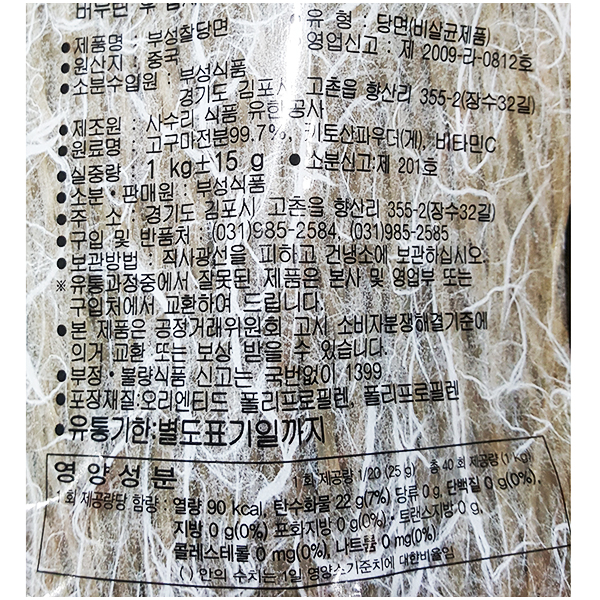 유 형 : 당면(비살균제품)
제품명 : 부성찰당면
영업신고 : 제 2009-라-0812호
원산지 : 중국
소분수입원 : 부성식품
경기도 김포시 고촌읍 향산리 355-2(장수32길)
제조원 : 사수리 식품 유한공사
원료명 : 고구마전분99.7%, 키토산파우더(게), 비타민C
실중량 : 1 kg±15 g • 소분신고:제 201호
소분·판매원 : 부성식품
주 소 : 경기도 김포시 고촌읍 향산리 355-2(장수32길)
구입 및 반품처 : (031)985-2584, (031)985-2585
보관방법 : 직사광선을 피하고 건냉소에 보관하십시오.
※ 유통과정중에서 잘못된 제품은 본사 및 영업부 또는
구입처에서 교환하여 드립니다.
본 제품은 공정거래위원회 고시 소비자분쟁해결기준에
의거 교환 또는 보상 받을 수 있습니다.
부정·불량식품 신고는 국번없이 1399
포장재질:오리엔티드 폴리프로필렌, 폴리프로필렌
유통기한:별도표기일까지
영양성분 1회 제공량 1/20 (25 g) 총 40 회 제공량 (1 kg)
1 회 제공량당 함량 : 열량 90 kcal, 탄수화물 22 g(7%) 당류 0 g, 단백질 0 g(0%),
지방 0 g(0%) 포화지방 0 g(0%)·트랜스지방 0 g,
콜레스테롤 0 mg(0%), 나트륨 0 mg(0%)
( ) 안의 수치는 1일 영양소기준치에 대한비율임